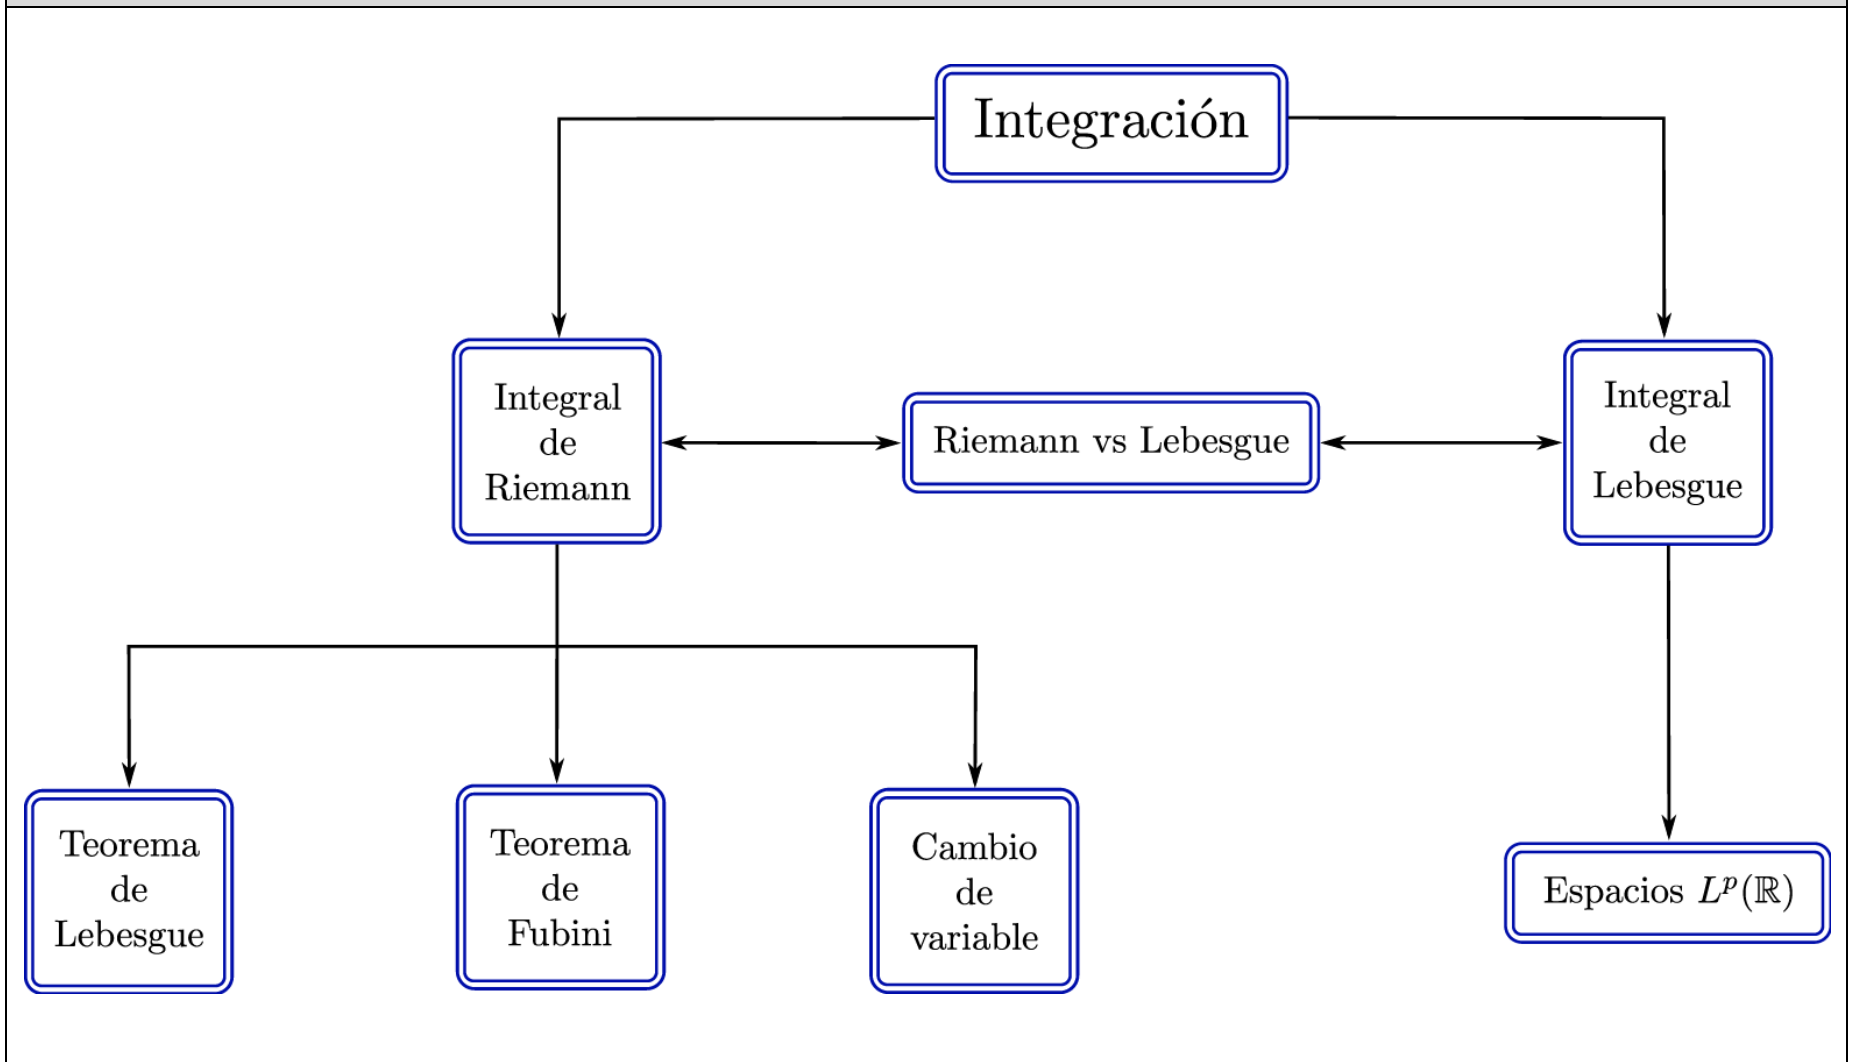 Integración
Integral
de
Riemann
Riemann vs Lebesgue
Integral
de
Lebesgue
Teorema
de
Lebesgue
Teorema
de
Fubini
Cambio
de
variable
Espacios $L^p(\mathbb{R})$